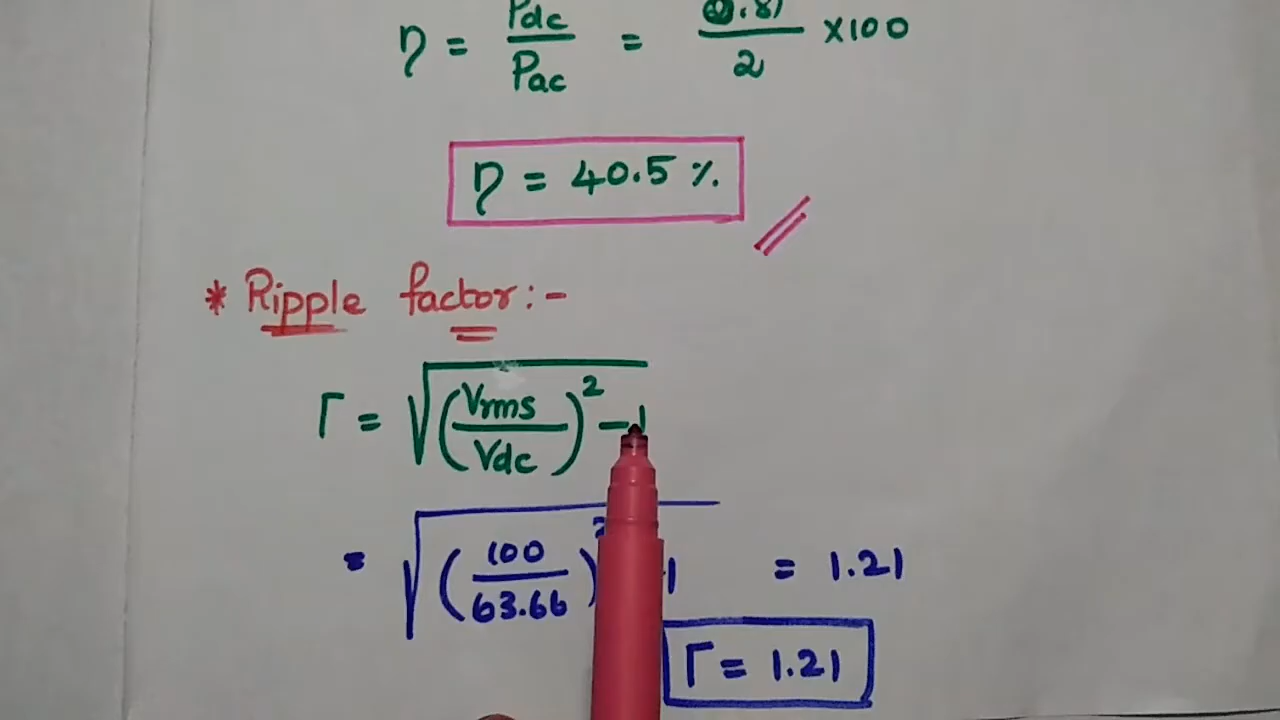 η = Pdc/Pac = 0.81/2 ×100
η = 40.5 %.
* Ripple factor:-
Γ = √((Vrms/Vdc)² -1
= √((100/63.66)² -1 = 1.21
Γ = 1.21